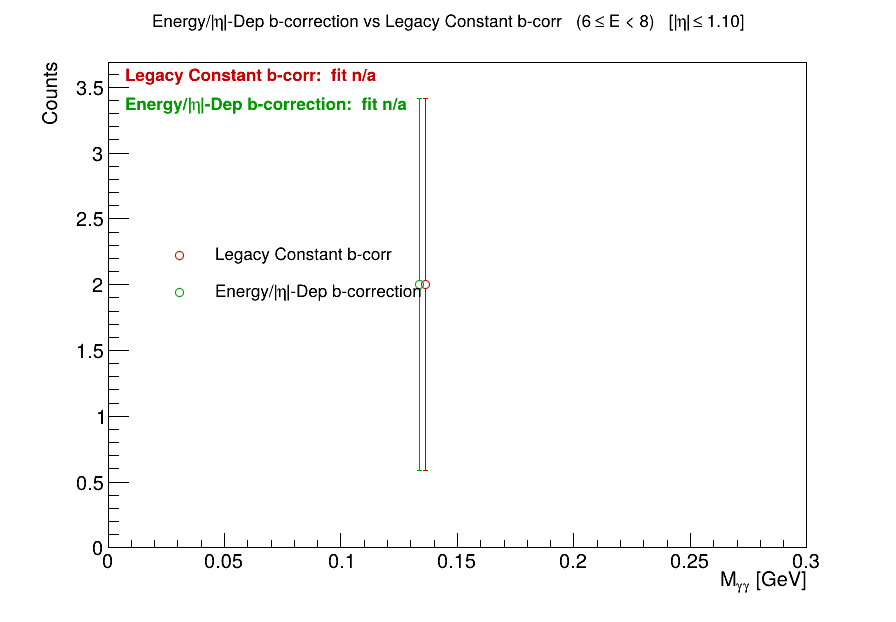 Energy/|η|-Dep b-correction vs Legacy Constant b-corr (6 ≤ E < 8) [|η| ≤ 1.10]
Counts
Legacy Constant b-corr: fit n/a
Energy/|η|-Dep b-correction: fit n/a
3.5
3
2.5
Legacy Constant b-corr
2
Energy/|η|-Dep b-correction
1.5
1
0.5
0
0 0.05 0.1 0.15 0.2 0.25 0.3
Mγγ [GeV]